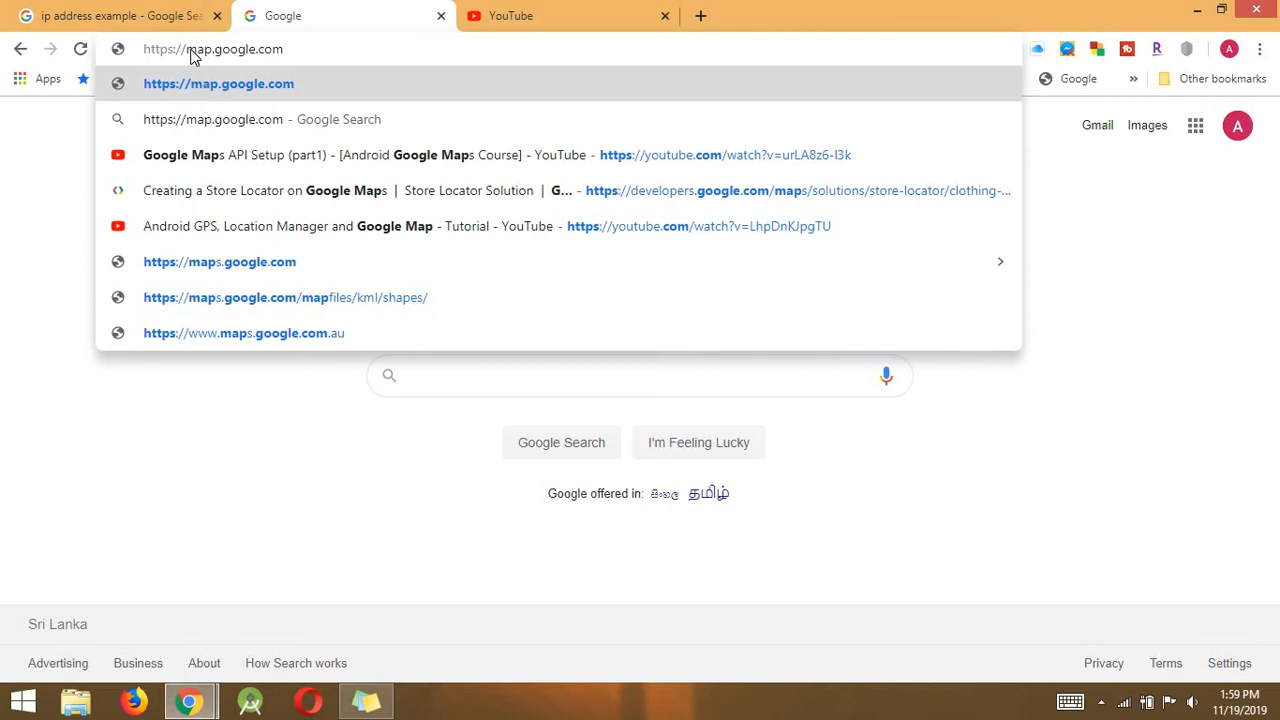 ip address example - Google Sea
Google
YouTube
https://map.google.com
Apps
Google
Other bookmarks
https://map.google.com
https://map.google.com - Google Search
Google Maps API Setup (part1) - [Android Google Maps Course] - YouTube - https://youtube.com/watch?v=urLA8z6-I3k
Creating a Store Locator on Google Maps | Store Locator Solution | G... - https://developers.google.com/maps/solutions/store-locator/clothing-...
Android GPS, Location Manager and Google Map - Tutorial - YouTube - https://youtube.com/watch?v=LhpDnKJpgTU
https://maps.google.com
https://maps.google.com/mapfiles/kml/shapes/
https://www.maps.google.com.au
Gmail Images A
Google Search I'm Feeling Lucky
Google offered in: සිංහල தமிழ்
Sri Lanka
Advertising Business About How Search works Privacy Terms Settings
1:59 PM
11/19/2019